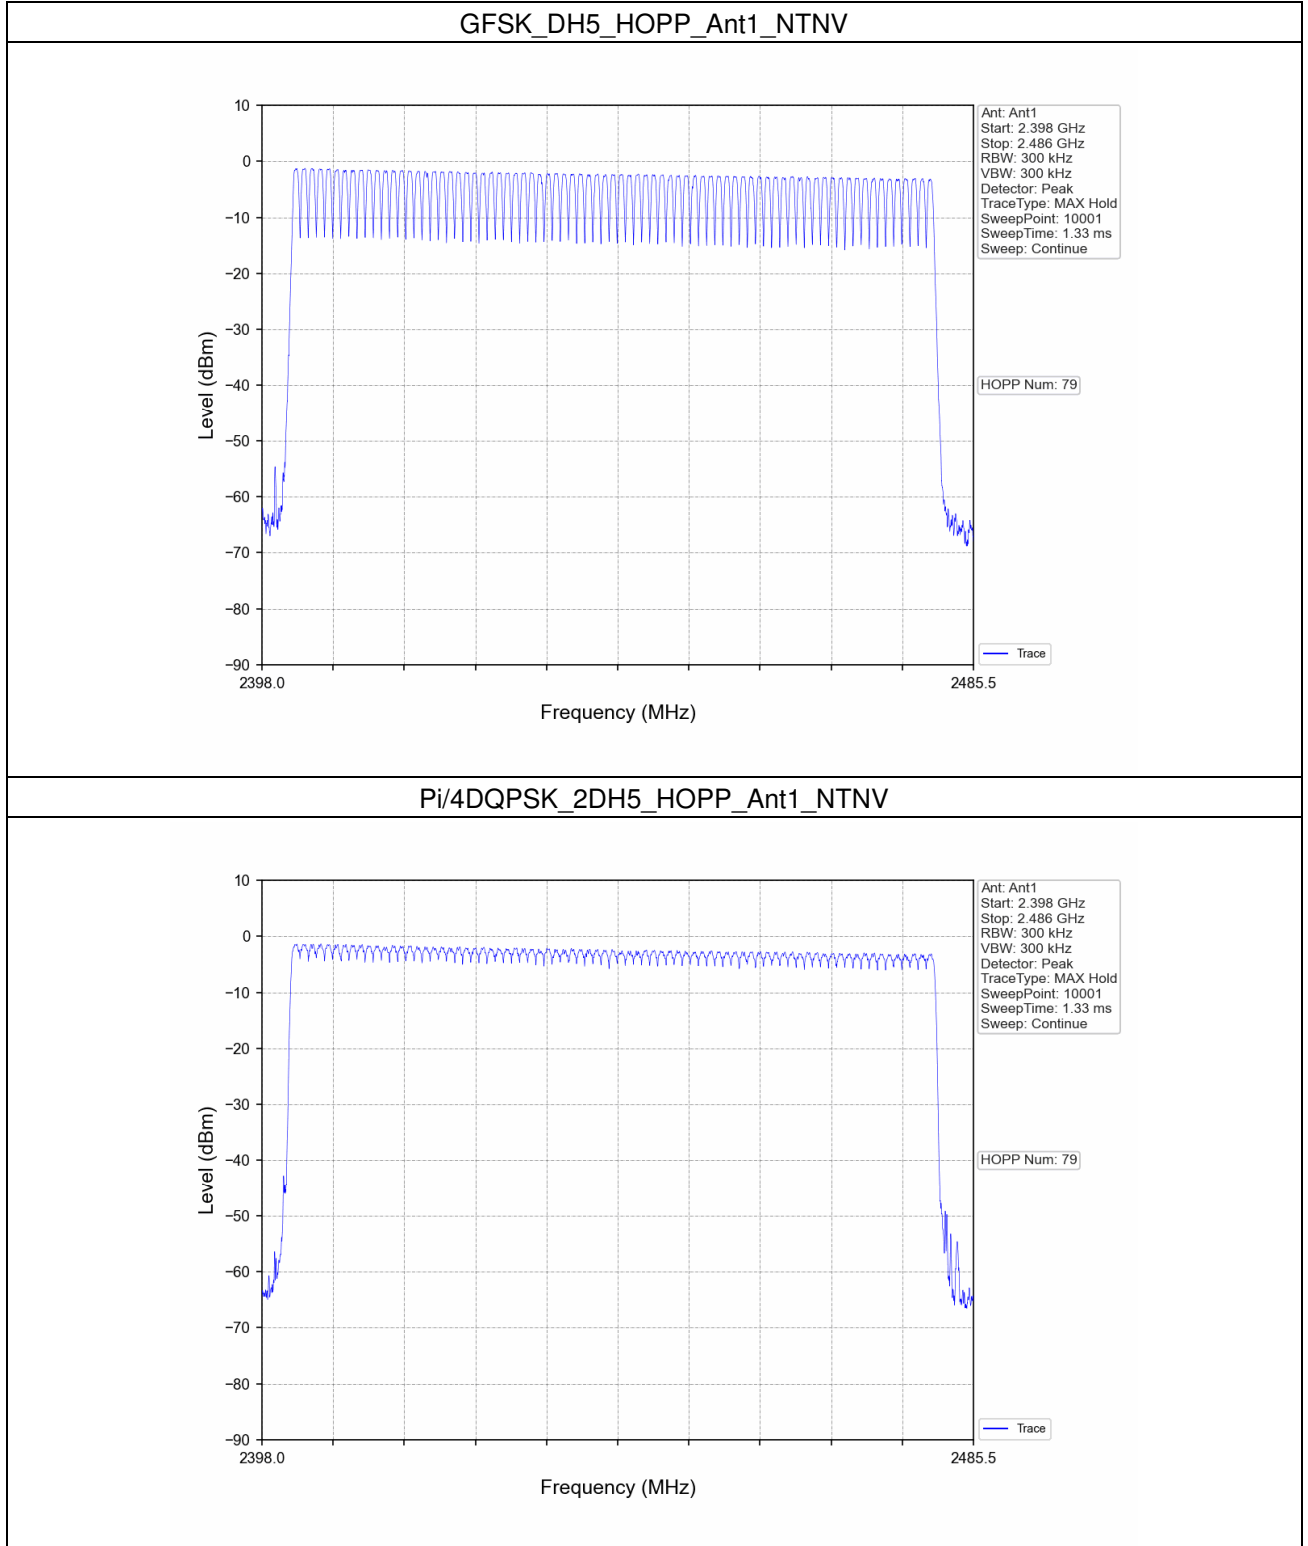 GFSK_DH5_HOPP_Ant1_NTNV
10
0
−10
−20
−30
−40
−50
−60
−70
−80
−90
Level (dBm)
2398.0
2485.5
Frequency (MHz)
Ant: Ant1
Start: 2.398 GHz
Stop: 2.486 GHz
RBW: 300 kHz
VBW: 300 kHz
Detector: Peak
TraceType: MAX Hold
SweepPoint: 10001
SweepTime: 1.33 ms
Sweep: Continue
HOPP Num: 79
Trace
Pi/4DQPSK_2DH5_HOPP_Ant1_NTNV
10
0
−10
−20
−30
−40
−50
−60
−70
−80
−90
Level (dBm)
2398.0
2485.5
Frequency (MHz)
Ant: Ant1
Start: 2.398 GHz
Stop: 2.486 GHz
RBW: 300 kHz
VBW: 300 kHz
Detector: Peak
TraceType: MAX Hold
SweepPoint: 10001
SweepTime: 1.33 ms
Sweep: Continue
HOPP Num: 79
Trace